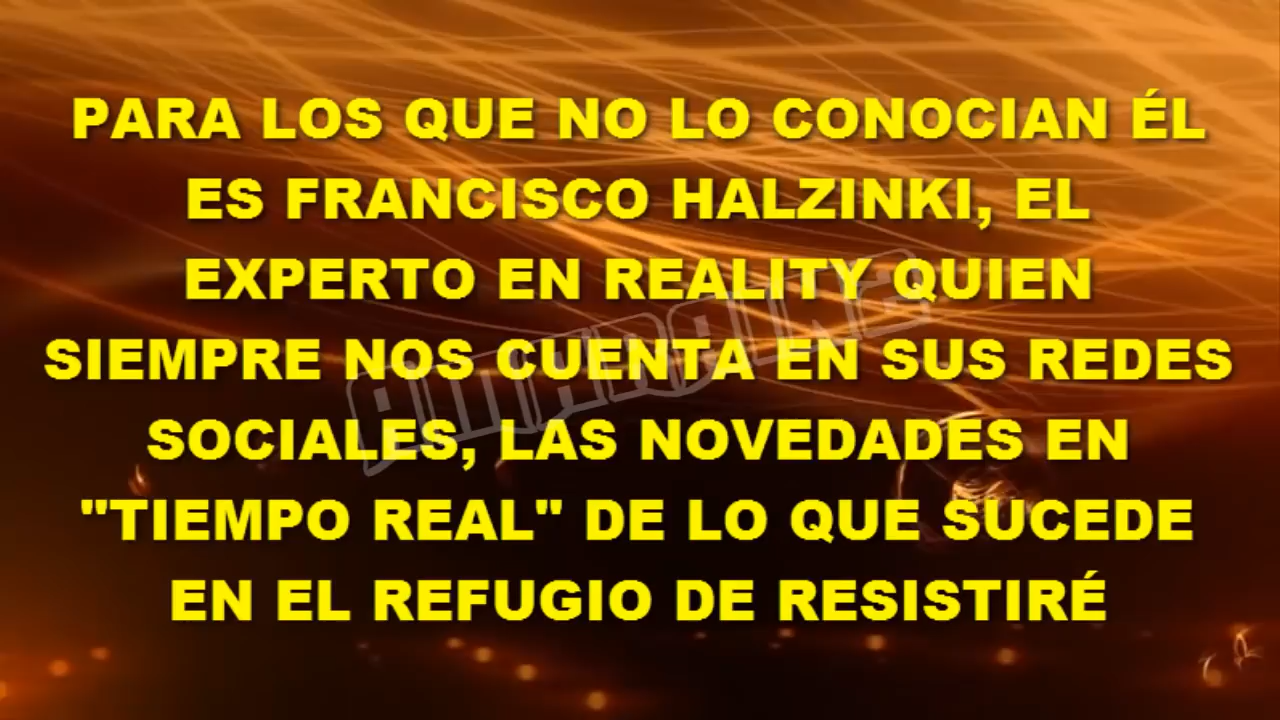 PARA LOS QUE NO LO CONOCIAN ÉL
ES FRANCISCO HALZINKI, EL
EXPERTO EN REALITY QUIEN
SIEMPRE NOS CUENTA EN SUS REDES
SOCIALES, LAS NOVEDADES EN
"TIEMPO REAL" DE LO QUE SUCEDE
EN EL REFUGIO DE RESISTIRÉ